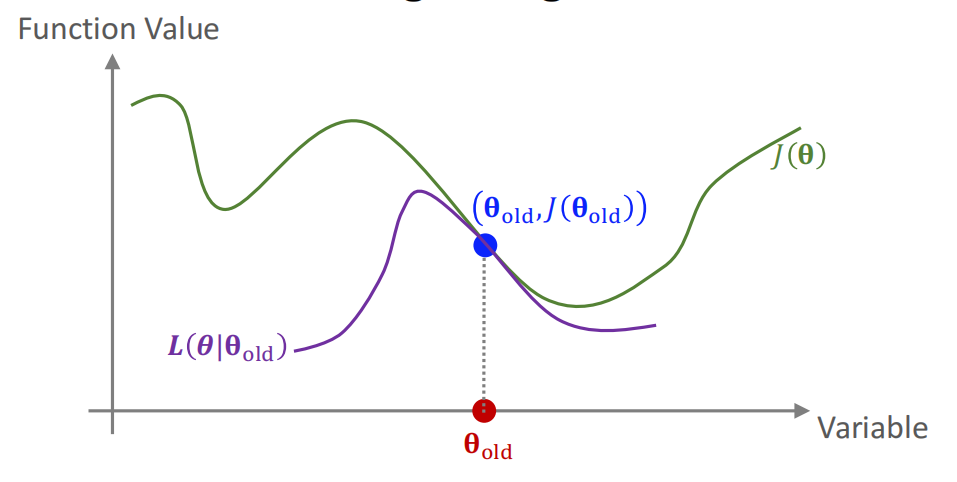 Function Value
J(θ)
(θold,J(θold))
L(θ|θold)
Variable
θold